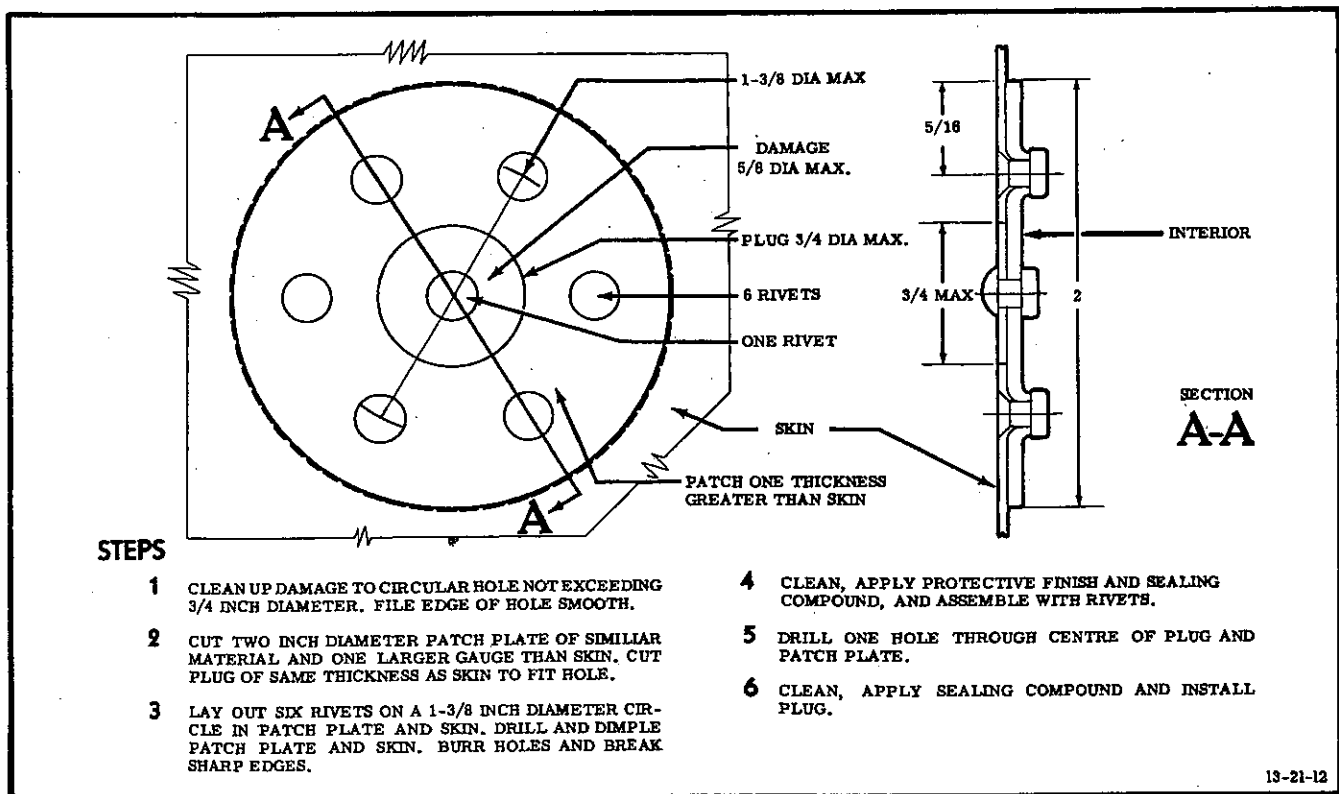 A
1-3/8 DIA MAX
DAMAGE
5/8 DIA MAX.
PLUG 3/4 DIA MAX.
6 RIVETS
ONE RIVET
SKIN
PATCH ONE THICKNESS
GREATER THAN SKIN
A
5/16
3/4 MAX
2
INTERIOR
SECTION
A-A
STEPS
1 CLEAN UP DAMAGE TO CIRCULAR HOLE NOT EXCEEDING
3/4 INCH DIAMETER. FILE EDGE OF HOLE SMOOTH.
2 CUT TWO INCH DIAMETER PATCH PLATE OF SIMILIAR
MATERIAL AND ONE LARGER GAUGE THAN SKIN. CUT
PLUG OF SAME THICKNESS AS SKIN TO FIT HOLE.
3 LAY OUT SIX RIVETS ON A 1-3/8 INCH DIAMETER CIR-
CLE IN PATCH PLATE AND SKIN. DRILL AND DIMPLE
PATCH PLATE AND SKIN. BURR HOLES AND BREAK
SHARP EDGES.
4 CLEAN, APPLY PROTECTIVE FINISH AND SEALING
COMPOUND, AND ASSEMBLE WITH RIVETS.
5 DRILL ONE HOLE THROUGH CENTRE OF PLUG AND
PATCH PLATE.
6 CLEAN, APPLY SEALING COMPOUND AND INSTALL
PLUG.
13-21-12